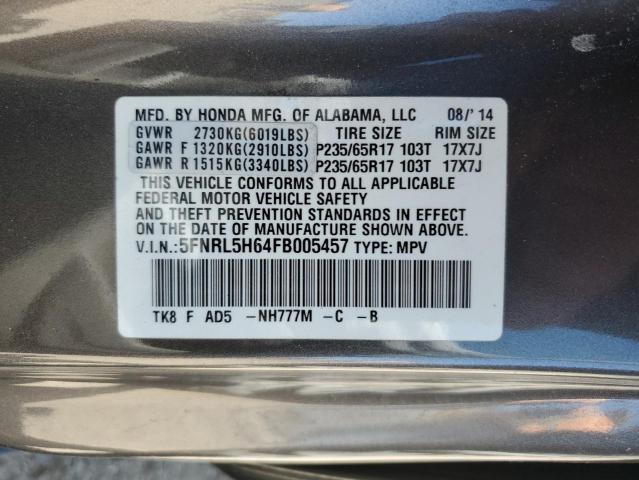 MFD. BY HONDA MFG. OF ALABAMA, LLC 08/'14
GVWR 2730KG(6019LBS) TIRE SIZE RIM SIZE
GAWR F 1320KG(2910LBS) P235/65R17 103T 17X7J
GAWR R 1515KG(3340LBS) P235/65R17 103T 17X7J
THIS VEHICLE CONFORMS TO ALL APPLICABLE
FEDERAL MOTOR VEHICLE SAFETY
AND THEFT PREVENTION STANDARDS IN EFFECT
ON THE DATE OF MANUFACTURE SHOWN ABOVE.
V.I.N.:5FNRL5H64FB005457 TYPE: MPV
TK8 F AD5 -NH777M -C -B